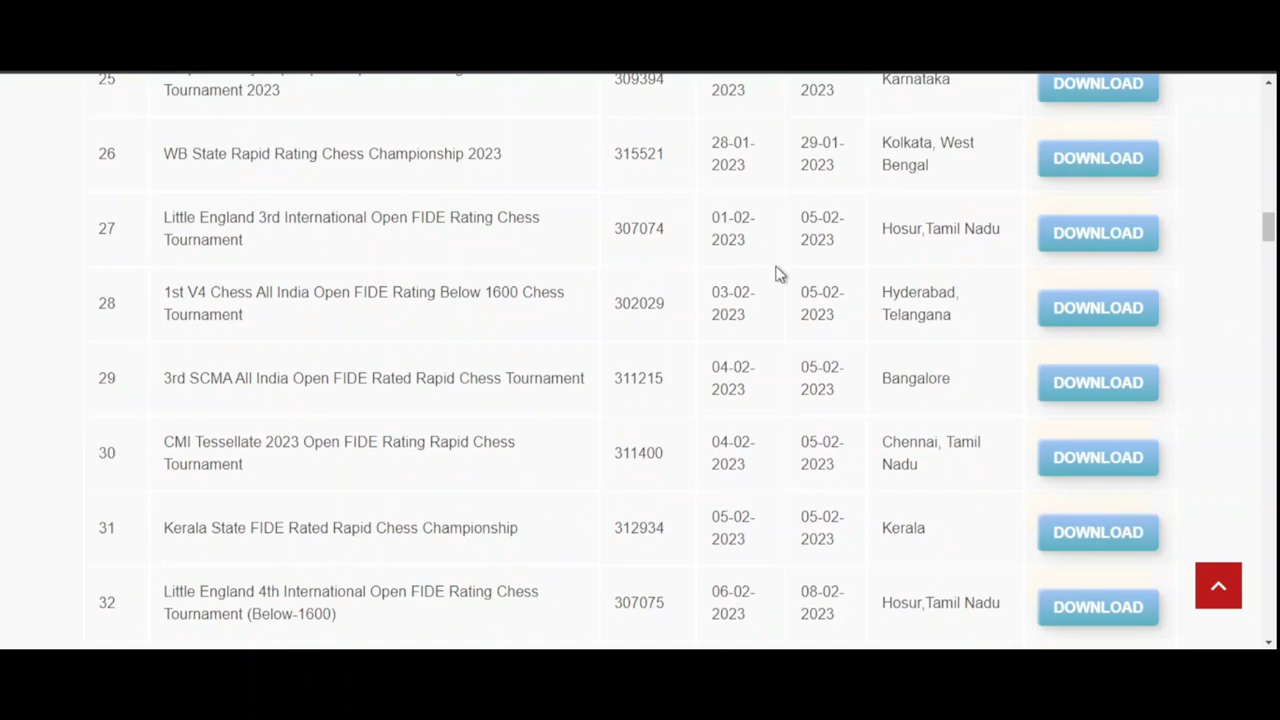 25
Tournament 2023
309394
2023
2023
Karnataka
DOWNLOAD
26
WB State Rapid Rating Chess Championship 2023
315521
28-01-
2023
29-01-
2023
Kolkata, West
Bengal
DOWNLOAD
27
Little England 3rd International Open FIDE Rating Chess
Tournament
307074
01-02-
2023
05-02-
2023
Hosur,Tamil Nadu
DOWNLOAD
28
1st V4 Chess All India Open FIDE Rating Below 1600 Chess
Tournament
302029
03-02-
2023
05-02-
2023
Hyderabad,
Telangana
DOWNLOAD
29
3rd SCMA All India Open FIDE Rated Rapid Chess Tournament
311215
04-02-
2023
05-02-
2023
Bangalore
DOWNLOAD
30
CMI Tessellate 2023 Open FIDE Rating Rapid Chess
Tournament
311400
04-02-
2023
05-02-
2023
Chennai, Tamil
Nadu
DOWNLOAD
31
Kerala State FIDE Rated Rapid Chess Championship
312934
05-02-
2023
05-02-
2023
Kerala
DOWNLOAD
32
Little England 4th International Open FIDE Rating Chess
Tournament (Below-1600)
307075
06-02-
2023
08-02-
2023
Hosur,Tamil Nadu
DOWNLOAD